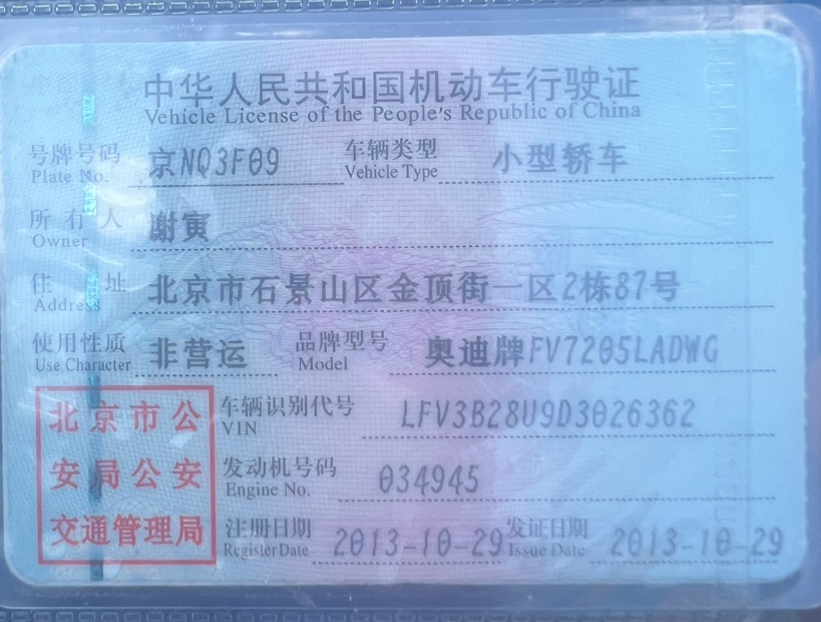 中华人民共和国机动车行驶证
Vehicle License of the People's Republic of China
号牌号码 京NQ3F09 车辆类型 小型轿车
Plate No. Vehicle Type
所有人 谢寅
Owner
住址 北京市石景山区金顶街一区2栋87号
Address
使用性质 非营运 品牌型号 奥迪牌FV7205LADWG
Use Character Model
北京市公 车辆识别代号 LFV3B28U9D3026362
VIN
安局公安 发动机号码 034945
Engine No.
交通管理局 注册日期 2013-10-29 发证日期 2013-10-29
Register Date Issue Date